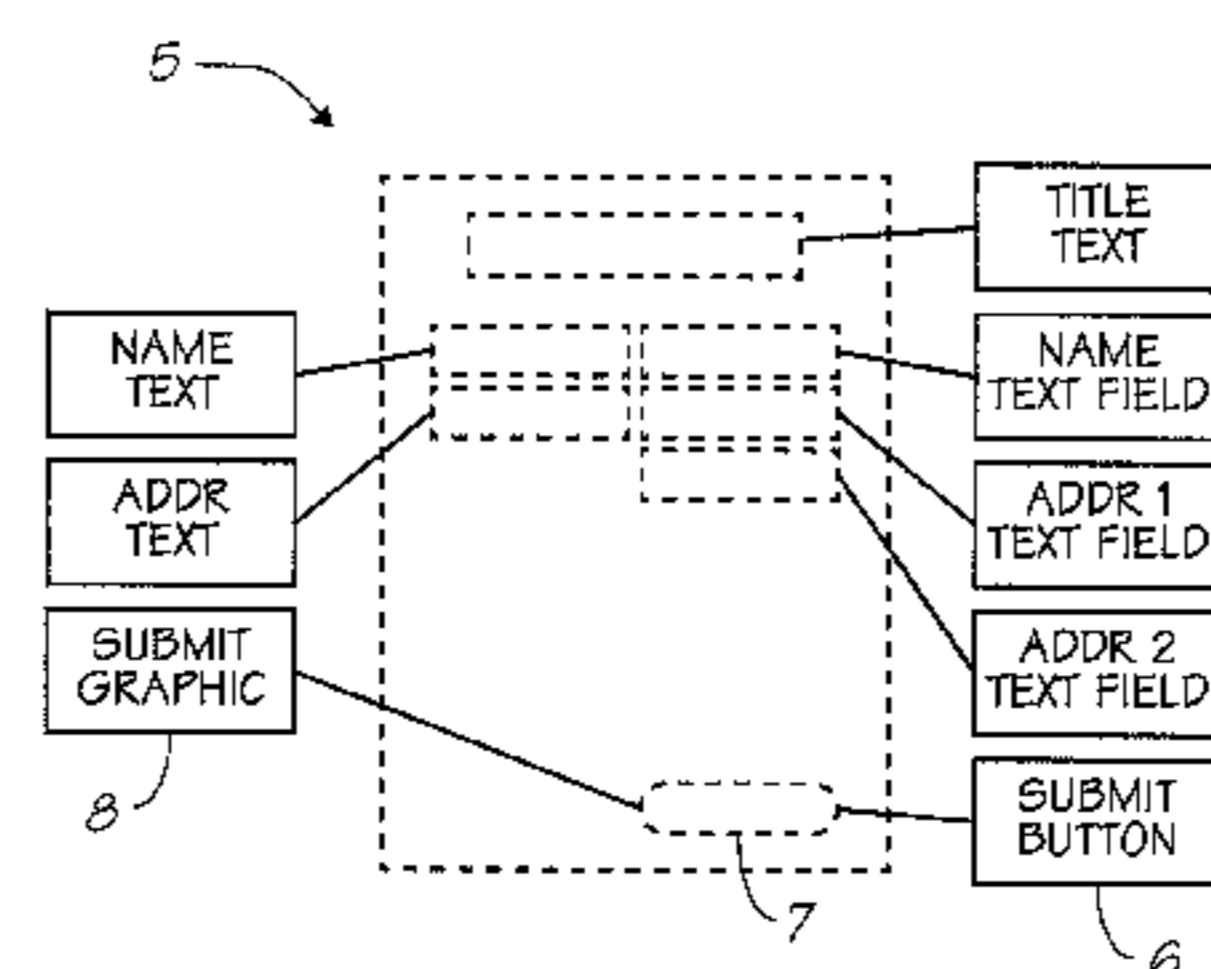 5
TITLE
TEXT
NAME
TEXT
NAME
TEXT FIELD
ADDR
TEXT
ADDR 1
TEXT FIELD
SUBMIT
GRAPHIC
ADDR 2
TEXT FIELD
SUBMIT
BUTTON
8
7
6